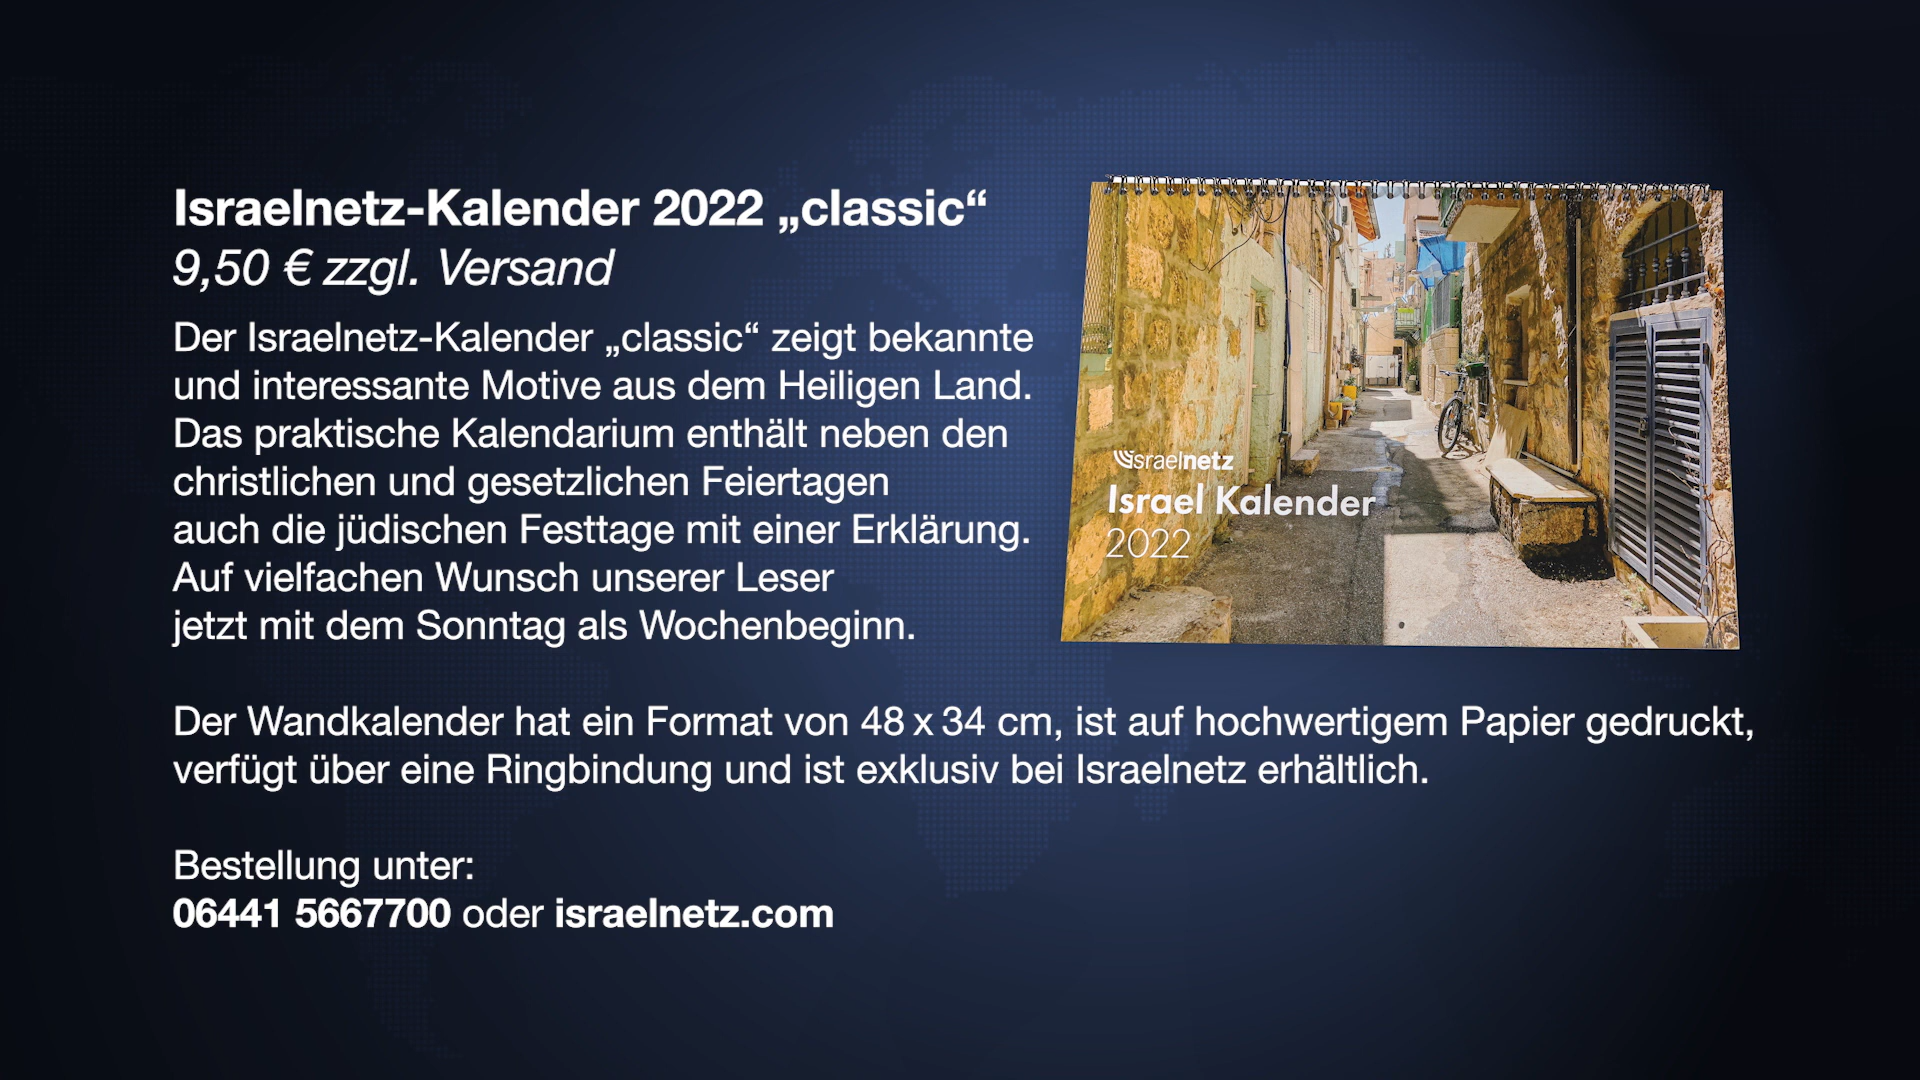 Israelnetz-Kalender 2022 „classic“
9,50 € zzgl. Versand
Der Israelnetz-Kalender „classic“ zeigt bekannte
und interessante Motive aus dem Heiligen Land.
Das praktische Kalendarium enthält neben den
christlichen und gesetzlichen Feiertagen
auch die jüdischen Festtage mit einer Erklärung.
Auf vielfachen Wunsch unserer Leser
jetzt mit dem Sonntag als Wochenbeginn.
israelnetz
Israel Kalender
2022
Der Wandkalender hat ein Format von 48 x 34 cm, ist auf hochwertigem Papier gedruckt,
verfügt über eine Ringbindung und ist exklusiv bei Israelnetz erhältlich.
Bestellung unter:
06441 5667700 oder israelnetz.com